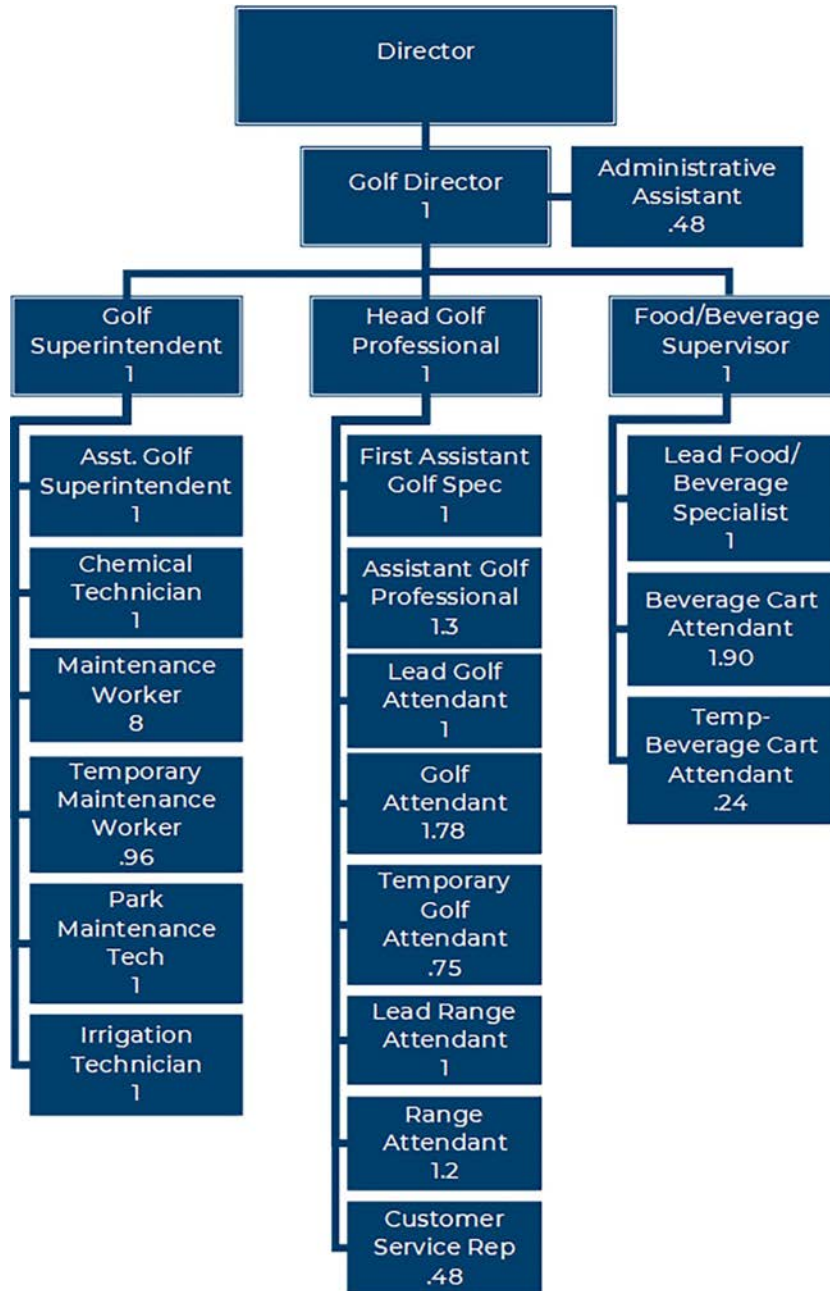 Director
Golf Director
1
Administrative
Assistant
.48
Golf
Superintendent
1
Asst. Golf
Superintendent
1
Chemical
Technician
1
Maintenance
Worker
8
Temporary
Maintenance
Worker
.96
Park
Maintenance
Tech
1
Irrigation
Technician
1
Head Golf
Professional
1
First Assistant
Golf Spec
1
Assistant Golf
Professional
1.3
Lead Golf
Attendant
1
Golf
Attendant
1.78
Temporary
Golf
Attendant
.75
Lead Range
Attendant
1
Range
Attendant
1.2
Customer
Service Rep
.48
Food/Beverage
Supervisor
1
Lead Food/
Beverage
Specialist
1
Beverage Cart
Attendant
1.90
Temp-
Beverage Cart
Attendant
.24